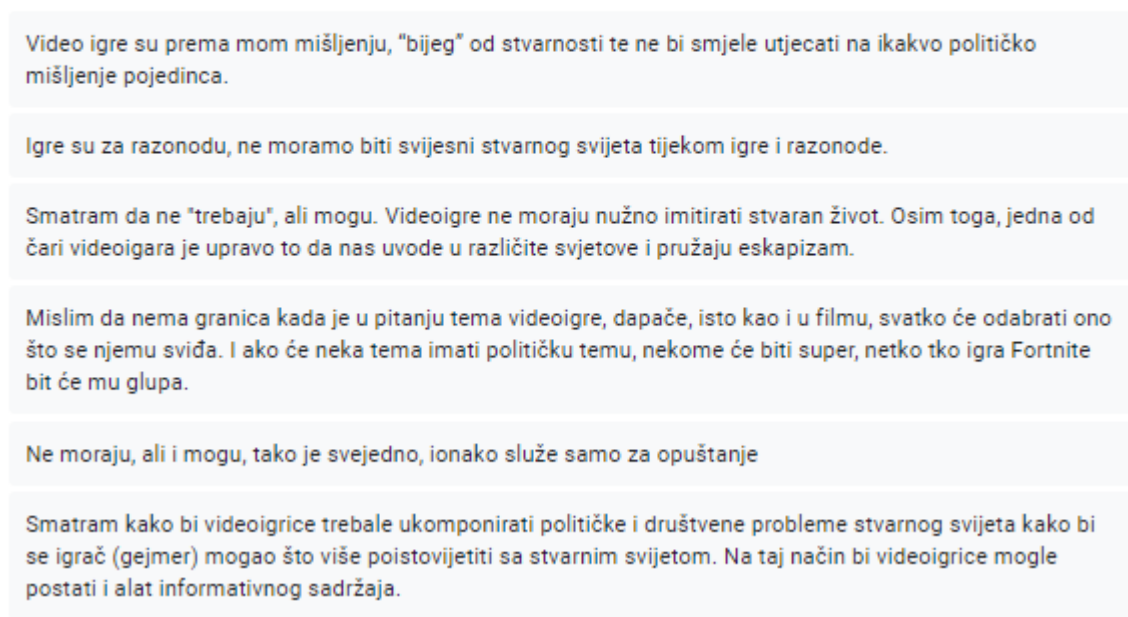 Video igre su prema mom mišljenju, “bijeg” od stvarnosti te ne bi smjele utjecati na ikakvo političko
mišljenje pojedinca.
Igre su za razonodu, ne moramo biti svijesni stvarnog svijeta tijekom igre i razonode.
Smatram da ne "trebaju", ali mogu. Videoigre ne moraju nužno imitirati stvaran život. Osim toga, jedna od
čari videoigara je upravo to da nas uvode u različite svjetove i pružaju eskapizam.
Mislim da nema granica kada je u pitanju tema videoigre, dapače, isto kao i u filmu, svatko će odabrati ono
što se njemu sviđa. I ako će neka tema imati političku temu, nekome će biti super, netko tko igra Fortnite
bit će mu glupa.
Ne moraju, ali i mogu, tako je svejedno, ionako služe samo za opuštanje
Smatram kako bi videoigrice trebale ukomponirati političke i društvene probleme stvarnog svijeta kako bi
se igrač (gejmer) mogao što više poistovijetiti sa stvarnim svijetom. Na taj način bi videoigrice mogle
postati i alat informativnog sadržaja.